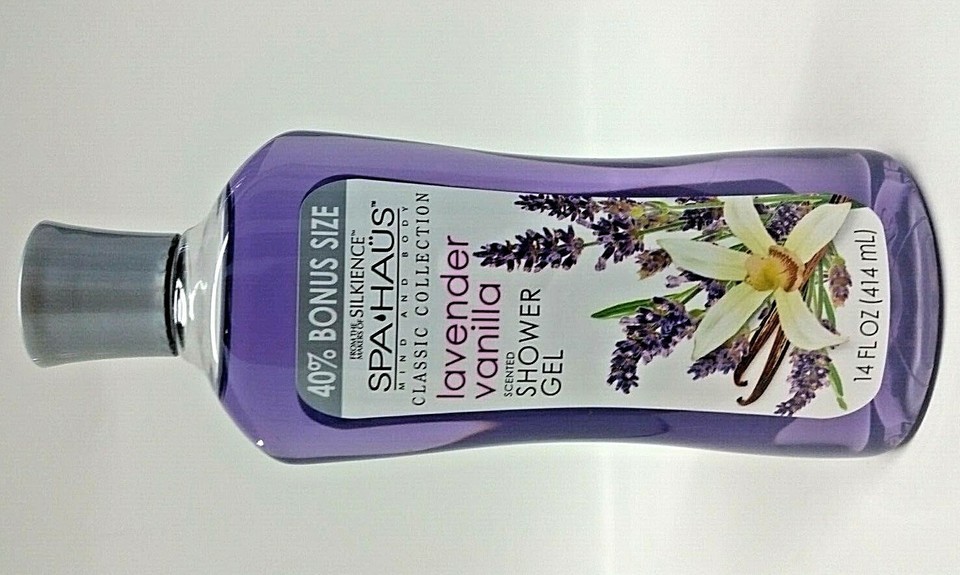 40% BONUS SIZE
FROM THE
MAKERS OF SILKIENCE™
SPA•HAÜS™
MIND AND BODY
CLASSIC COLLECTION
lavender
vanilla
SCENTED
SHOWER
GEL
14 FL OZ (414 mL)